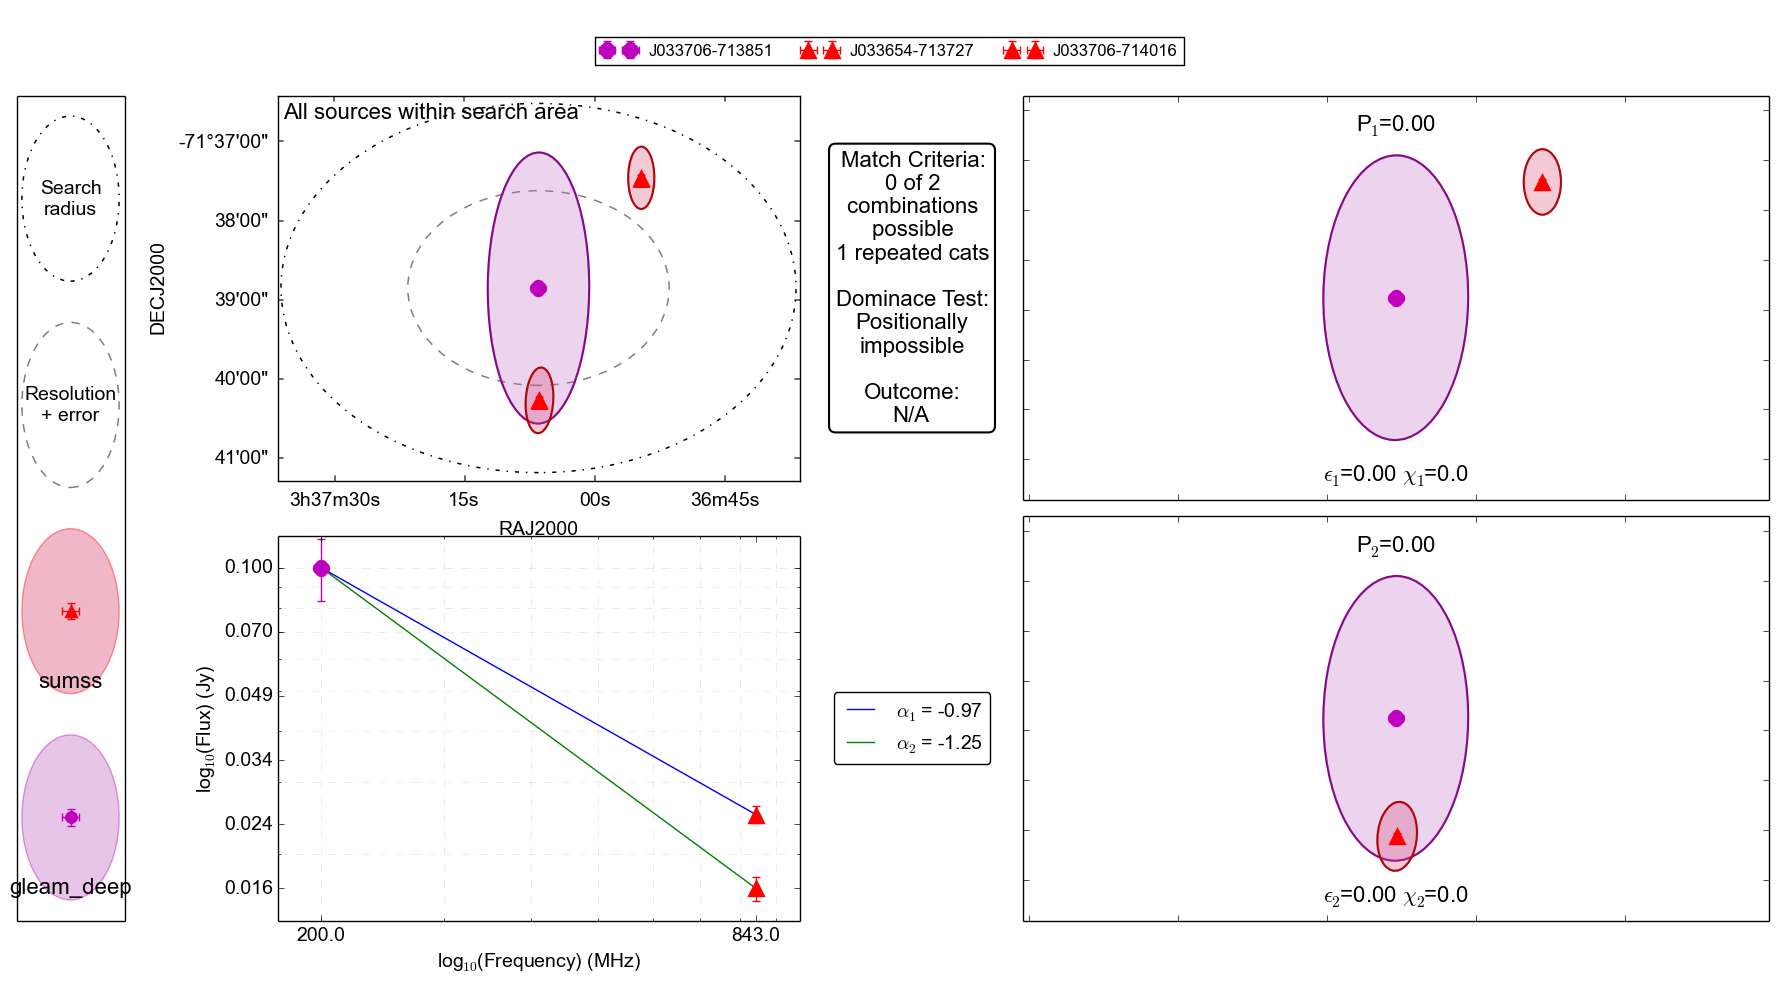 J033706-713851 J033654-713727 J033706-714016
Search
radius
Resolution
+ error
sumss
gleam_deep
All sources within search area
DECJ2000
-71°37'00"
38'00"
39'00"
40'00"
41'00"
3h37m30s 15s 00s 36m45s
RAJ2000
Match Criteria:
0 of 2
combinations
possible
1 repeated cats
Dominace Test:
Positionally
impossible
Outcome:
N/A
P₁=0.00
ϵ₁=0.00 χ₁=0.0
P₂=0.00
ϵ₂=0.00 χ₂=0.0
log₁₀(Flux) (Jy)
0.100
0.070
0.049
0.034
0.024
0.016
200.0 843.0
log₁₀(Frequency) (MHz)
α₁ = -0.97
α₂ = -1.25